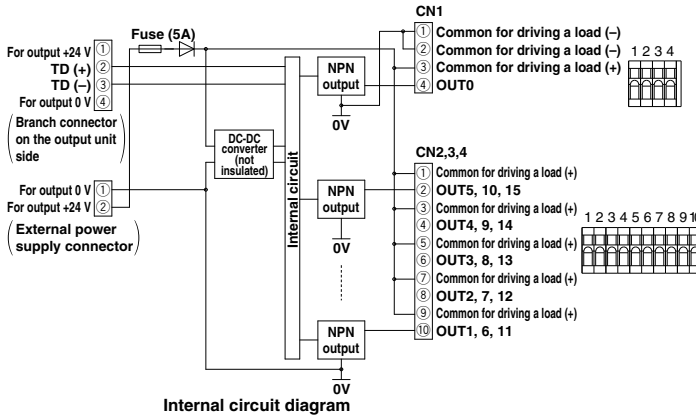 CN1
Fuse (5A)
For output +24 V ①
TD (+) ②
TD (–) ③
For output 0 V ④
(Branch connector
on the output unit
side)
For output 0 V ①
For output +24 V ②
(External power
supply connector)
DC-DC
converter
(not
insulated)
Internal circuit
NPN
output
0V
① Common for driving a load (–)
② Common for driving a load (–)
③ Common for driving a load (+)
④ OUT0
1 2 3 4
CN2,3,4
NPN
output
0V
① Common for driving a load (+)
② OUT5, 10, 15
③ Common for driving a load (+)
④ OUT4, 9, 14
⑤ Common for driving a load (+)
⑥ OUT3, 8, 13
⑦ Common for driving a load (+)
⑧ OUT2, 7, 12
⑨ Common for driving a load (+)
⑩ OUT1, 6, 11
1 2 3 4 5 6 7 8 9 10
NPN
output
0V
Internal circuit diagram